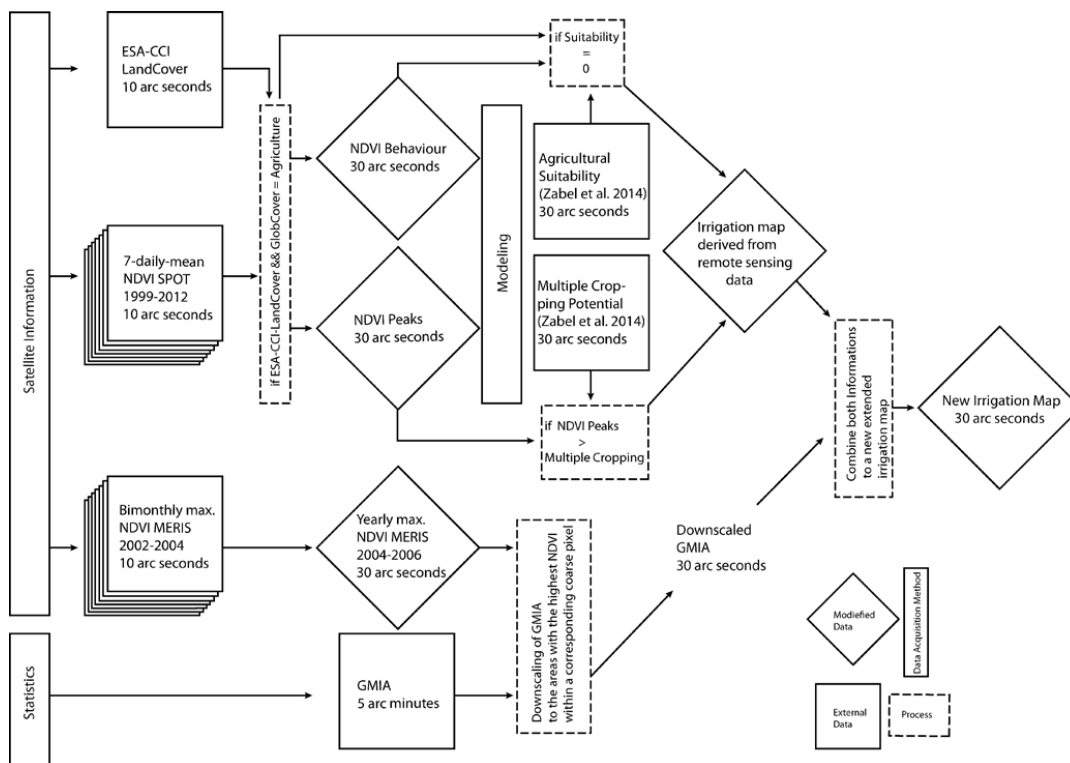 Satellite Information
Statistics
ESA-CCI
LandCover
10 arc seconds
7-daily-mean
NDVI SPOT
1999-2012
10 arc seconds
Bimonthly max.
NDVI MERIS
2002-2004
10 arc seconds
if ESA-CCI-LandCover && GlobCover = Agriculture
NDVI Behaviour
30 arc seconds
NDVI Peaks
30 arc seconds
Yearly max.
NDVI MERIS
2004-2006
30 arc seconds
GMIA
5 arc minutes
Modeling
if Suitability
=
0
Agricultural
Suitability
(Zabel et al. 2014)
30 arc seconds
Multiple Crop-
ping Potential
(Zabel et al. 2014)
30 arc seconds
if NDVI Peaks
>
Multiple Cropping
Downscaling of GMIA
to the areas with the highest NDVI
within a corresponding coarse pixel
Irrigation map
derived from
remote sensing
data
Downscaled
GMIA
30 arc seconds
Combine both Informations
to a new extended
irrigation map
New Irrigation Map
30 arc seconds
Modiefied
Data
Data Acquisition Method
External
Data
Process